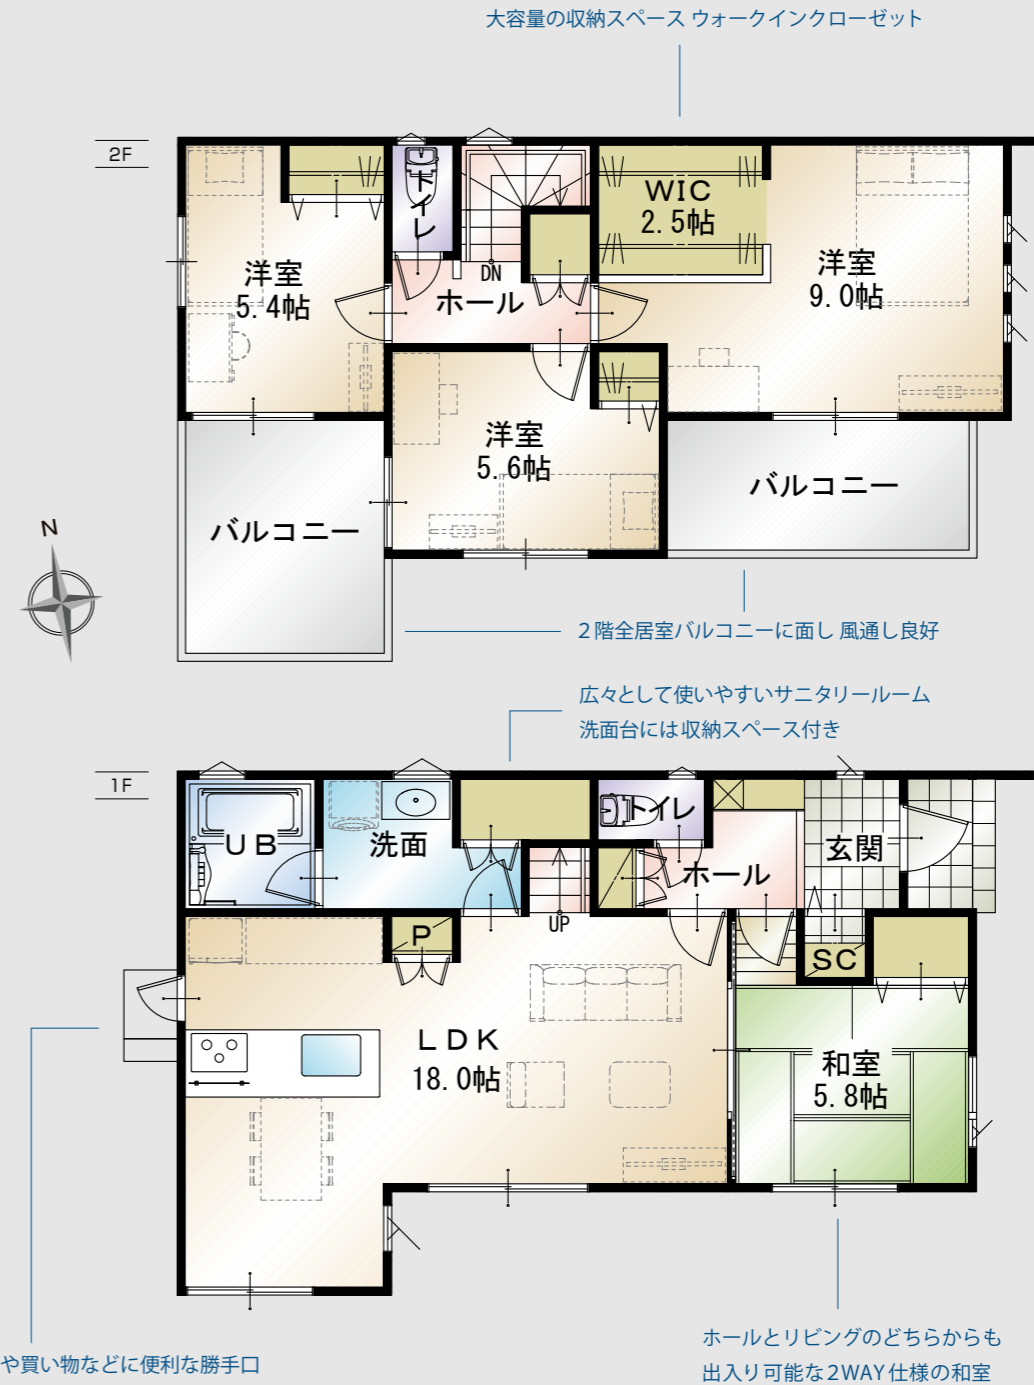 大容量の収納スペース ウォークインクローゼット
2F
トイレ
WIC
2.5帖
洋室
5.4帖
DN
ホール
洋室
9.0帖
洋室
5.6帖
バルコニー
バルコニー
N
2階全居室バルコニーに面し 風通し良好
広々として使いやすいサニタリールーム
洗面台には収納スペース付き
1F
UB
洗面
トイレ
ホール
玄関
UP
P
SC
LDK
18.0帖
和室
5.8帖
や買い物などに便利な勝手口
ホールとリビングのどちらからも
出入り可能な2WAY仕様の和室